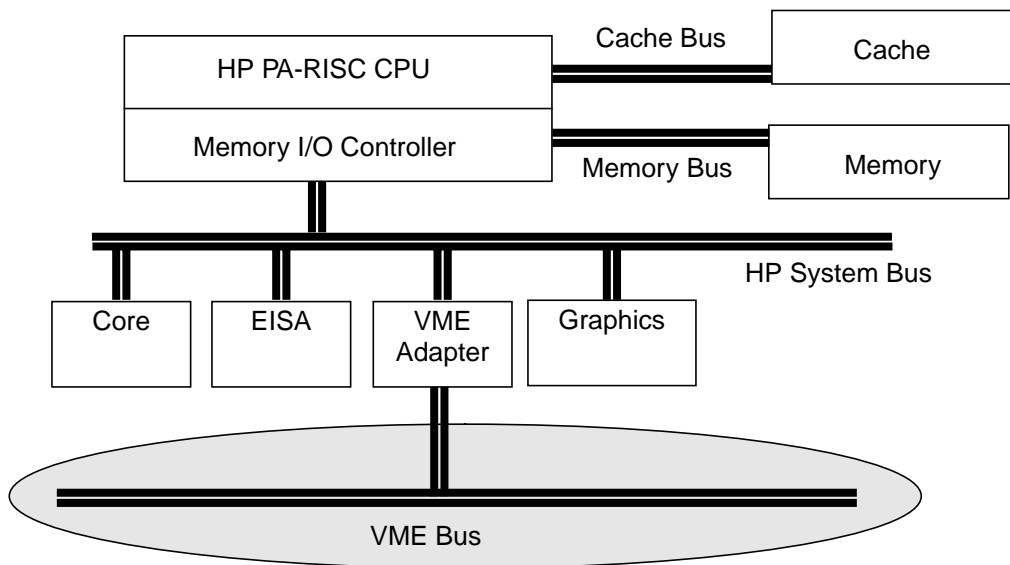 Cache Bus
Cache
HP PA-RISC CPU
Memory I/O Controller
Memory Bus
Memory
HP System Bus
Core
EISA
VME
Adapter
Graphics
VME Bus